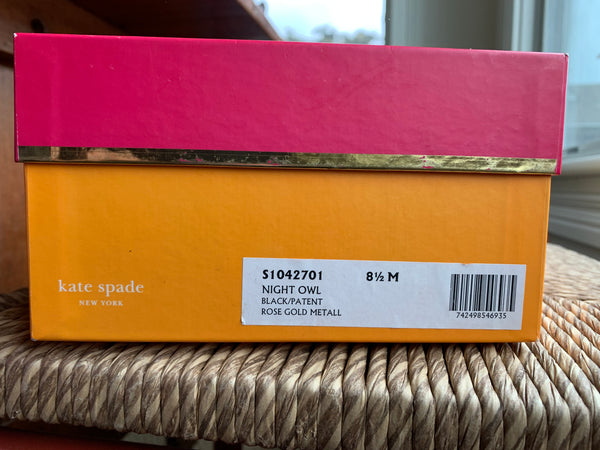 kate spade
NEW YORK
S1042701 8½ M
NIGHT OWL
BLACK/PATENT
ROSE GOLD METALL
742498546935